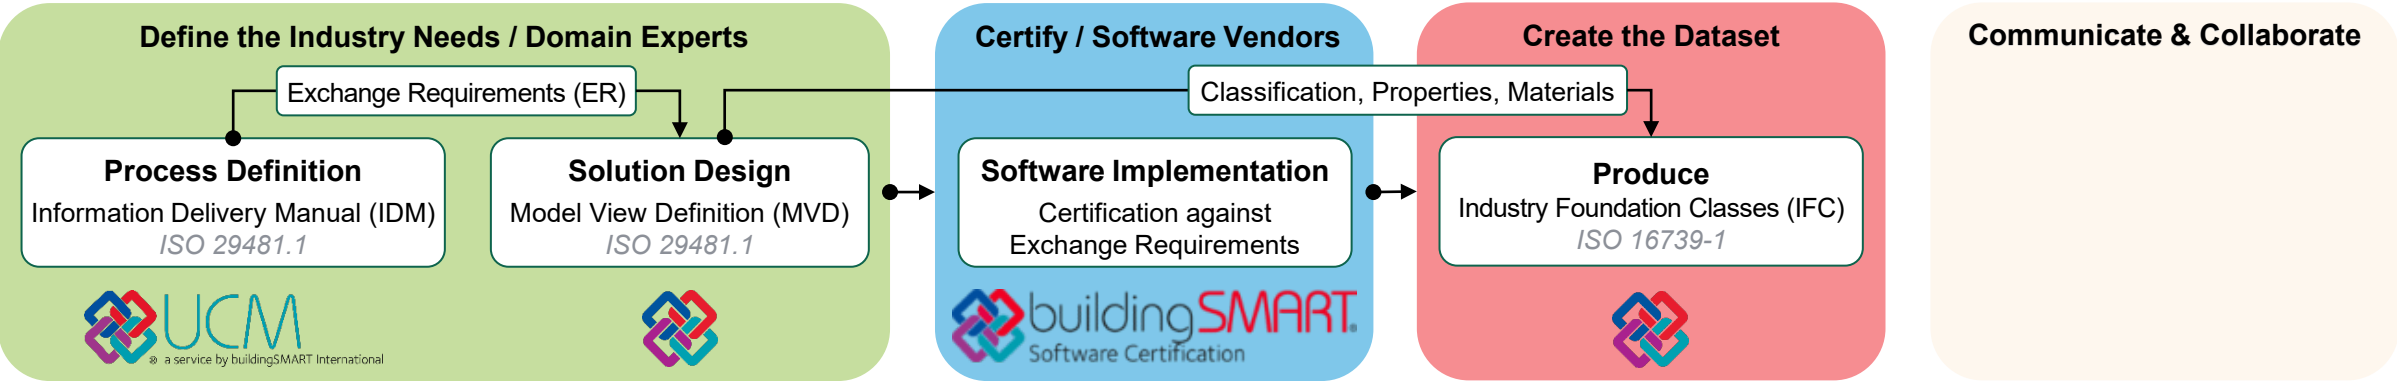 Define the Industry Needs / Domain Experts
Exchange Requirements (ER)
Process Definition
Information Delivery Manual (IDM)
ISO 29481.1
Solution Design
Model View Definition (MVD)
ISO 29481.1
UCM
® a service by buildingSMART International
Certify / Software Vendors
Classification, Properties, Materials
Software Implementation
Certification against
Exchange Requirements
buildingSMART®
Software Certification
Create the Dataset
Produce
Industry Foundation Classes (IFC)
ISO 16739-1
Communicate & Collaborate